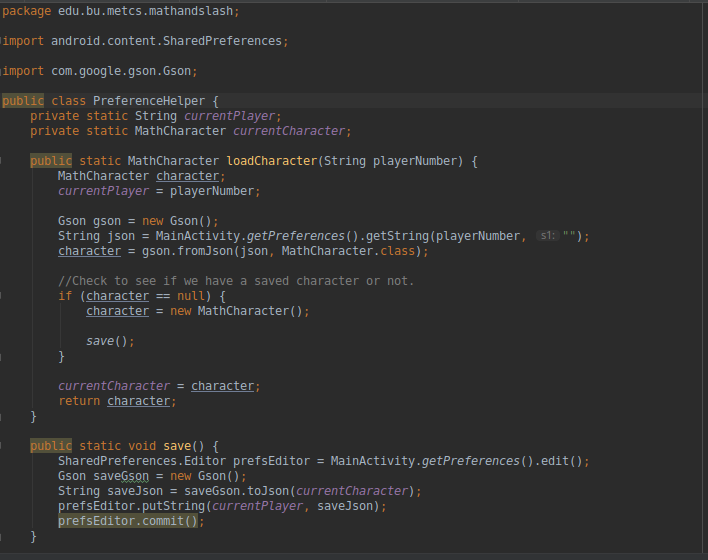 package edu.bu.metcs.mathandslash;
import android.content.SharedPreferences;
import com.google.gson.Gson;
public class PreferenceHelper {
private static String currentPlayer;
private static MathCharacter currentCharacter;
public static MathCharacter loadCharacter(String playerNumber) {
MathCharacter character;
currentPlayer = playerNumber;
Gson gson = new Gson();
String json = MainActivity.getPreferences().getString(playerNumber, s1: "");
character = gson.fromJson(json, MathCharacter.class);
//Check to see if we have a saved character or not.
if (character == null) {
character = new MathCharacter();
save();
}
currentCharacter = character;
return character;
}
public static void save() {
SharedPreferences.Editor prefsEditor = MainActivity.getPreferences().edit();
Gson saveGson = new Gson();
String saveJson = saveGson.toJson(currentCharacter);
prefsEditor.putString(currentPlayer, saveJson);
prefsEditor.commit();
}